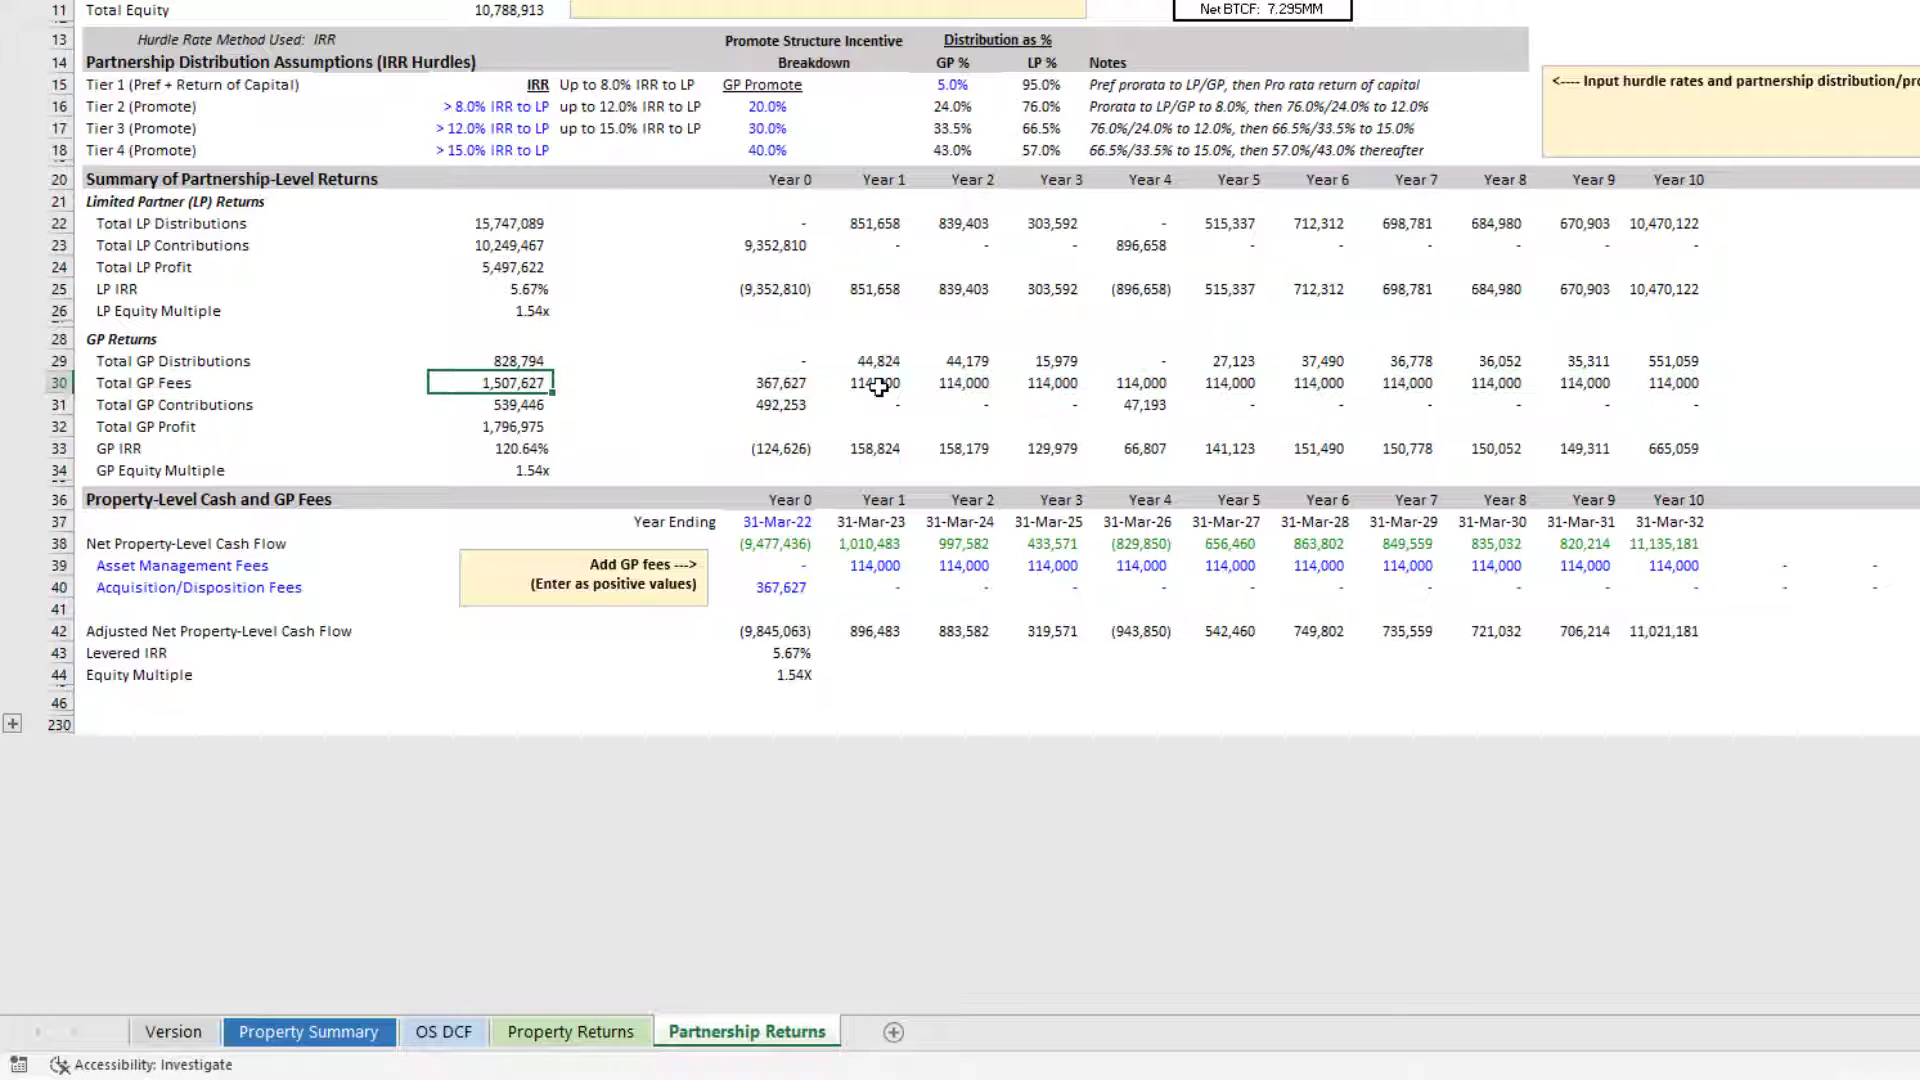 11 Total Equity 10,788,913 Net BTCF: 7.295MM
13 Hurdle Rate Method Used: IRR Promote Structure Incentive Distribution as %
14 Partnership Distribution Assumptions (IRR Hurdles) Breakdown GP % LP % Notes
<---- Input hurdle rates and partnership distribution/pro
15 Tier 1 (Pref + Return of Capital) IRR Up to 8.0% IRR to LP GP Promote 5.0% 95.0% Pref prorata to LP/GP, then Pro rata return of capital
16 Tier 2 (Promote) > 8.0% IRR to LP up to 12.0% IRR to LP 20.0% 24.0% 76.0% Prorata to LP/GP to 8.0%, then 76.0%/24.0% to 12.0%
17 Tier 3 (Promote) > 12.0% IRR to LP up to 15.0% IRR to LP 30.0% 33.5% 66.5% 76.0%/24.0% to 12.0%, then 66.5%/33.5% to 15.0%
18 Tier 4 (Promote) > 15.0% IRR to LP 40.0% 43.0% 57.0% 66.5%/33.5% to 15.0%, then 57.0%/43.0% thereafter
20 Summary of Partnership-Level Returns Year 0 Year 1 Year 2 Year 3 Year 4 Year 5 Year 6 Year 7 Year 8 Year 9 Year 10
21 Limited Partner (LP) Returns
22 Total LP Distributions 15,747,089 - 851,658 839,403 303,592 - 515,337 712,312 698,781 684,980 670,903 10,470,122
23 Total LP Contributions 10,249,467 9,352,810 - - - 896,658 - - - - - -
24 Total LP Profit 5,497,622
25 LP IRR 5.67% (9,352,810) 851,658 839,403 303,592 (896,658) 515,337 712,312 698,781 684,980 670,903 10,470,122
26 LP Equity Multiple 1.54x
28 GP Returns
29 Total GP Distributions 828,794 - 44,824 44,179 15,979 - 27,123 37,490 36,778 36,052 35,311 551,059
30 Total GP Fees 1,507,627 367,627 114,000 114,000 114,000 114,000 114,000 114,000 114,000 114,000 114,000 114,000
31 Total GP Contributions 539,446 492,253 - - - 47,193 - - - - - -
32 Total GP Profit 1,796,975
33 GP IRR 120.64% (124,626) 158,824 158,179 129,979 66,807 141,123 151,490 150,778 150,052 149,311 665,059
34 GP Equity Multiple 1.54x
36 Property-Level Cash and GP Fees Year 0 Year 1 Year 2 Year 3 Year 4 Year 5 Year 6 Year 7 Year 8 Year 9 Year 10
37 Year Ending 31-Mar-22 31-Mar-23 31-Mar-24 31-Mar-25 31-Mar-26 31-Mar-27 31-Mar-28 31-Mar-29 31-Mar-30 31-Mar-31 31-Mar-32
38 Net Property-Level Cash Flow (9,477,436) 1,010,483 997,582 433,571 (829,850) 656,460 863,802 849,559 835,032 820,214 11,135,181
39 Asset Management Fees Add GP fees ---> - 114,000 114,000 114,000 114,000 114,000 114,000 114,000 114,000 114,000 114,000 - -
40 Acquisition/Disposition Fees (Enter as positive values) 367,627 - - - - - - - - - - - -
41
42 Adjusted Net Property-Level Cash Flow (9,845,063) 896,483 883,582 319,571 (943,850) 542,460 749,802 735,559 721,032 706,214 11,021,181
43 Levered IRR 5.67%
44 Equity Multiple 1.54X
46
230
Version Property Summary OS DCF Property Returns Partnership Returns
Accessibility: Investigate